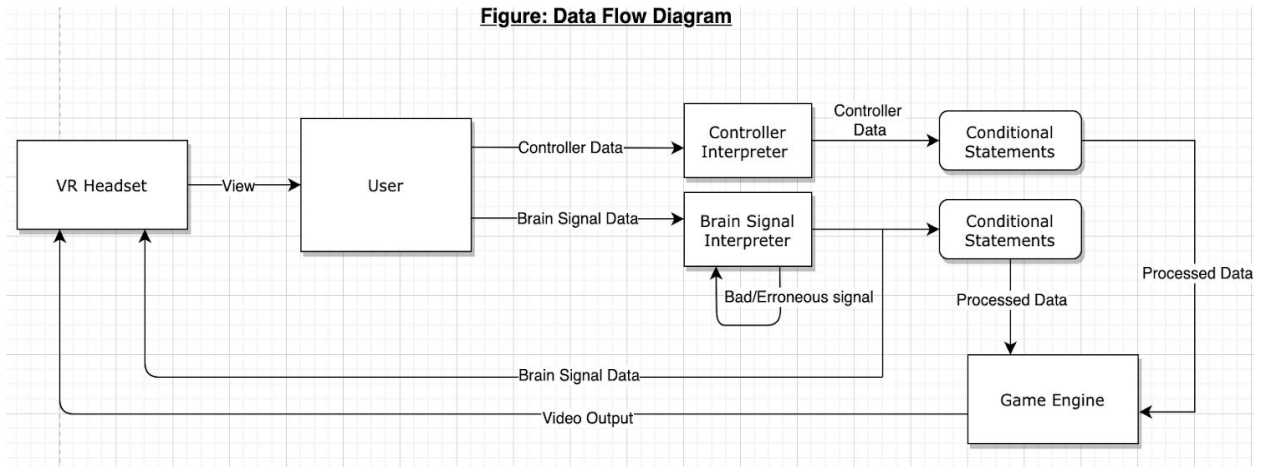 Figure: Data Flow Diagram
VR Headset
View
User
Controller Data
Brain Signal Data
Controller
Interpreter
Brain Signal
Interpreter
Bad/Erroneous signal
Controller
Data
Conditional
Statements
Conditional
Statements
Processed Data
Processed Data
Brain Signal Data
Video Output
Game Engine